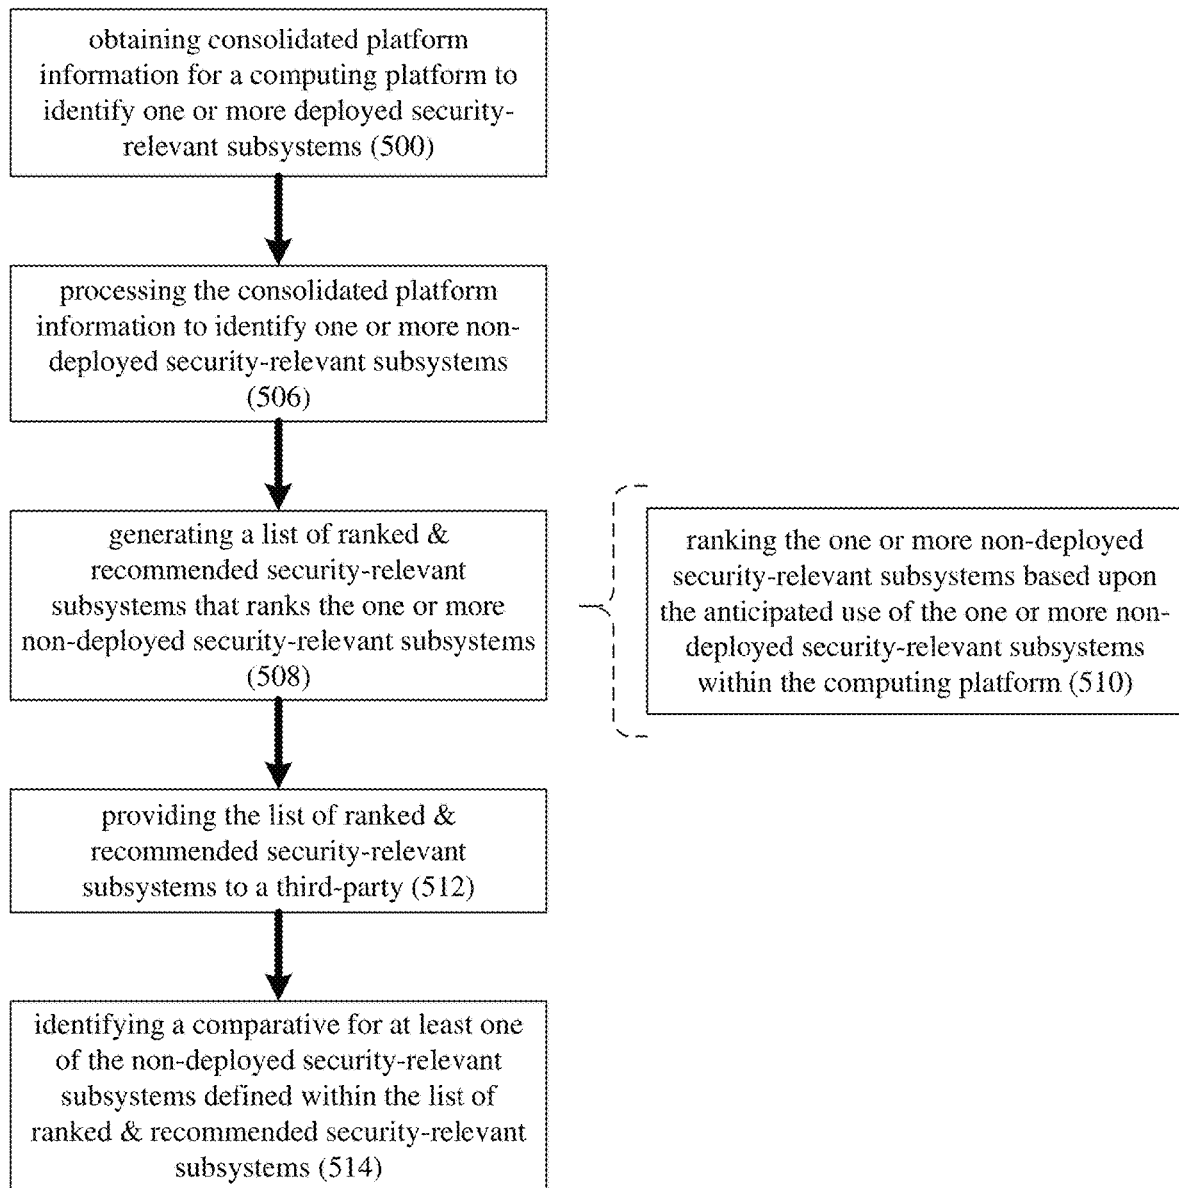 obtaining consolidated platform
information for a computing platform to
identify one or more deployed security-
relevant subsystems (500)
processing the consolidated platform
information to identify one or more non-
deployed security-relevant subsystems
(506)
generating a list of ranked &
recommended security-relevant
subsystems that ranks the one or more
non-deployed security-relevant subsystems
(508)
ranking the one or more non-deployed
security-relevant subsystems based upon
the anticipated use of the one or more non-
deployed security-relevant subsystems
within the computing platform (510)
providing the list of ranked &
recommended security-relevant
subsystems to a third-party (512)
identifying a comparative for at least one
of the non-deployed security-relevant
subsystems defined within the list of
ranked & recommended security-relevant
subsystems (514)